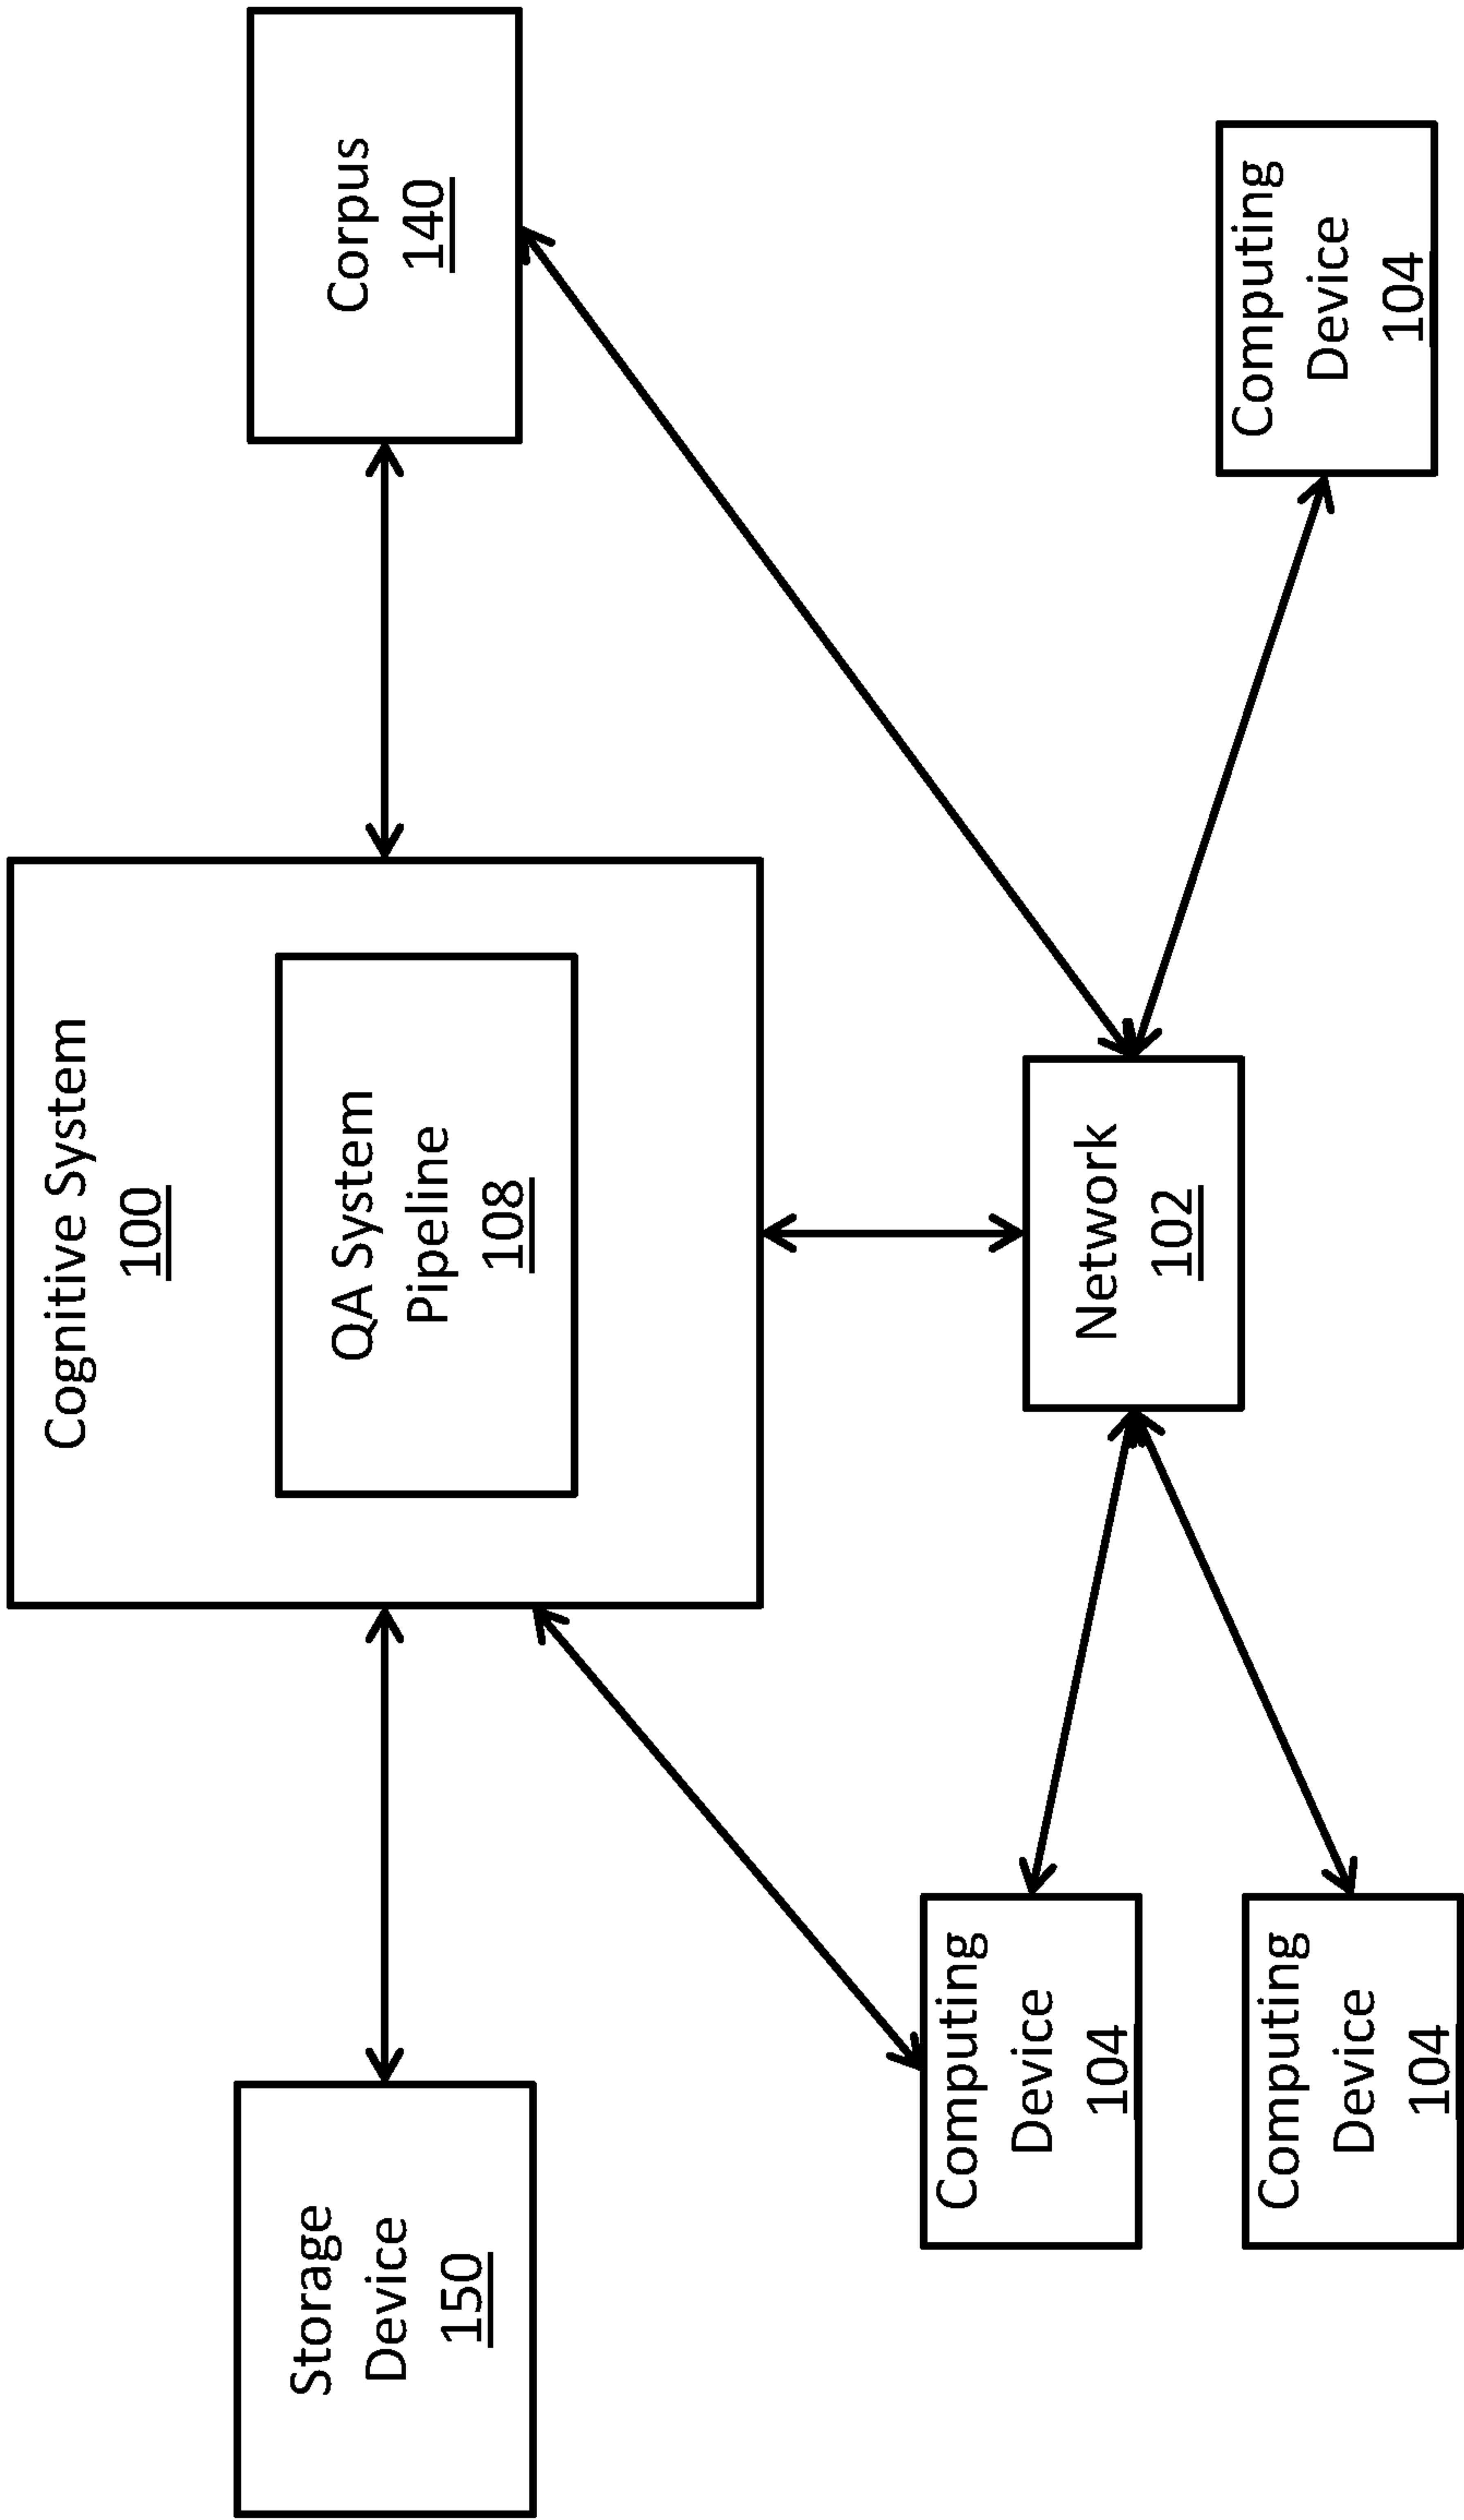 Cognitive System
100
Storage
Device
150
QA System
Pipeline
108
Corpus
140
Computing
Device
104
Network
102
Computing
Device
104
Computing
Device
104